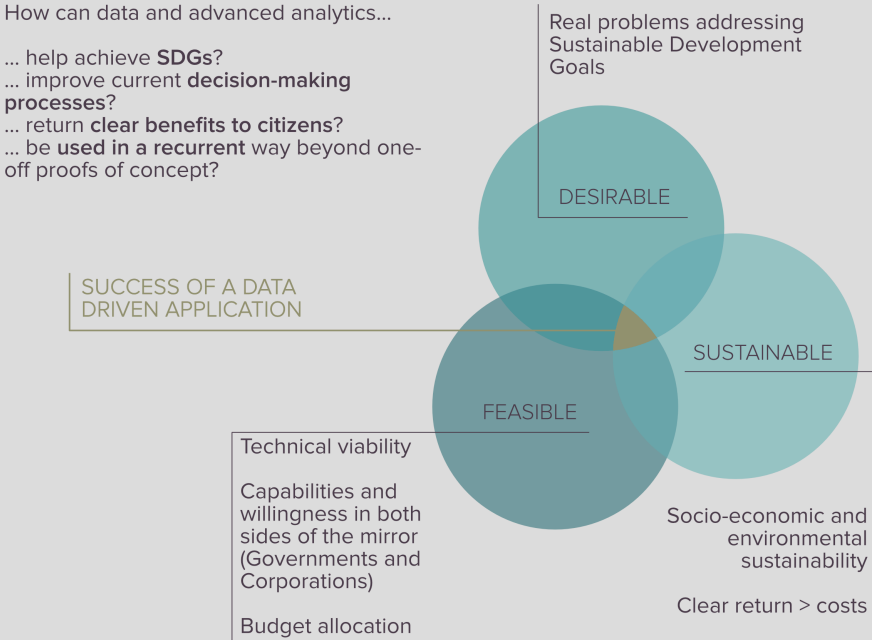 How can data and advanced analytics...
... help achieve SDGs?
... improve current decision-making
processes?
... return clear benefits to citizens?
... be used in a recurrent way beyond one-
off proofs of concept?
Real problems addressing
Sustainable Development
Goals
DESIRABLE
SUCCESS OF A DATA
DRIVEN APPLICATION
SUSTAINABLE
FEASIBLE
Technical viability
Capabilities and
willingness in both
sides of the mirror
(Governments and
Corporations)
Budget allocation
Socio-economic and
environmental
sustainability
Clear return > costs